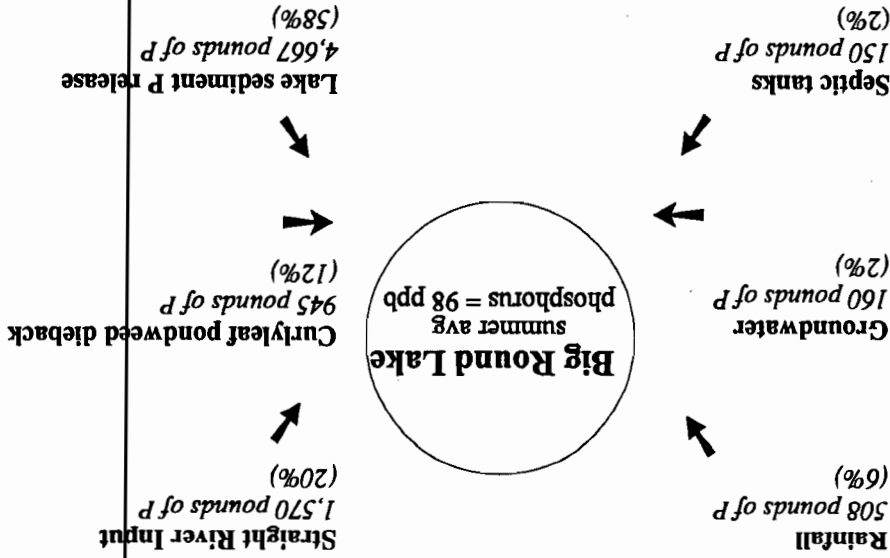 Straight River Input
1,570 pounds of P
(20%)
Rainfall
508 pounds of P
(6%)
Curlyleaf pondweed dieback
945 pounds of P
(12%)
Big Round Lake
summer avg
phosphorus = 98 ppb
Groundwater
160 pounds of P
(2%)
Lake sediment P release
4,667 pounds of P
(58%)
Septic tanks
150 pounds of P
(2%)